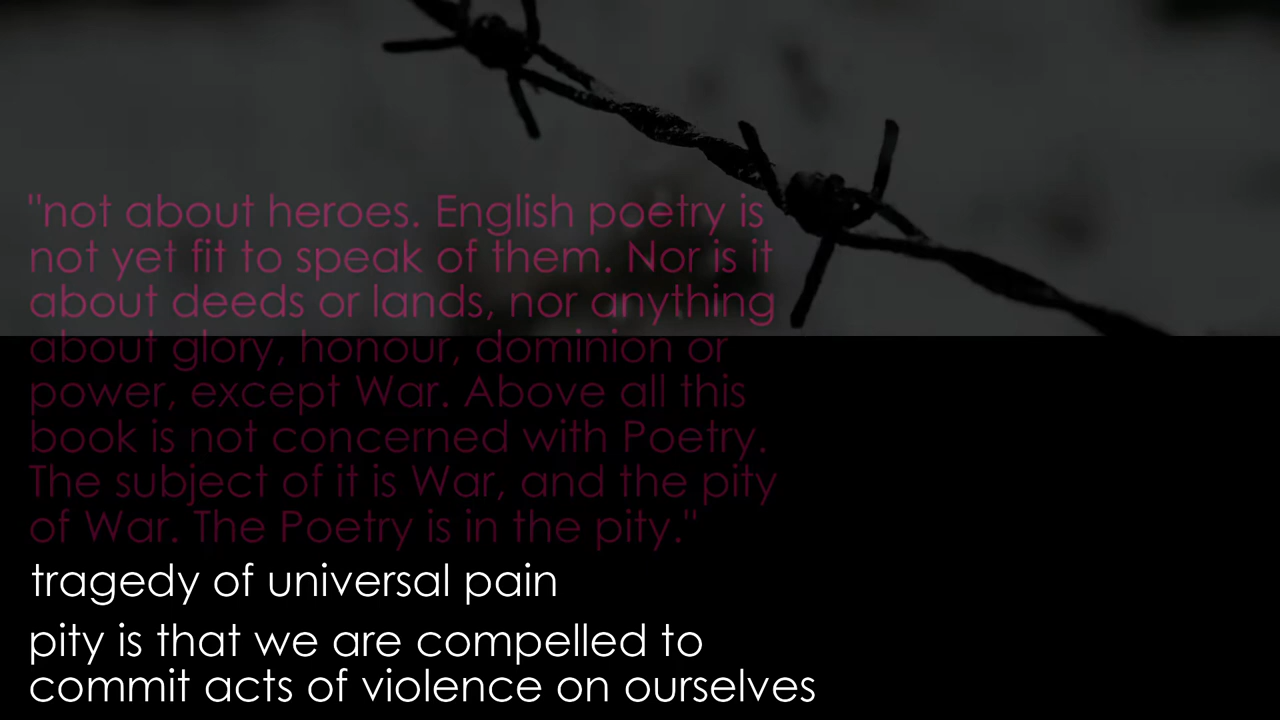 "not about heroes. English poetry is
not yet fit to speak of them. Nor is it
about deeds or lands, nor anything
about glory, honour, dominion or
power, except War. Above all this
book is not concerned with Poetry.
The subject of it is War, and the pity
of War. The Poetry is in the pity."
tragedy of universal pain
pity is that we are compelled to
commit acts of violence on ourselves